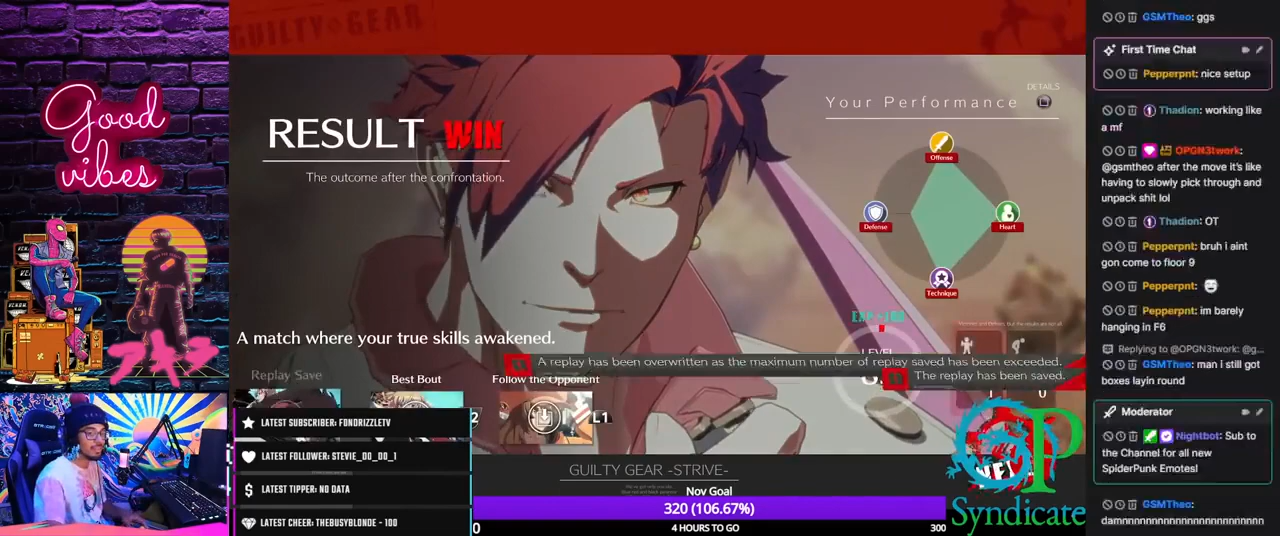 Good
vibes
GUILTY GEAR
RESULT WIN
The outcome after the confrontation.
DETAILS
Your Performance
Offense
Defense
Heart
Technique
A match where your true skills awakened.
A replay has been overwritten as the maximum number of replay saved has been exceeded.
The replay has been saved.
Replay Save
Best Bout
Follow the Opponent
L1
1 0
LATEST SUBSCRIBER: FDNDRIZZLETV
LATEST FOLLOWER: STEVIE_DO_DO_1
LATEST TIPPER: NO DATA
LATEST CHEER: THEBUSYBLONDE - 100
GUILTY GEAR -STRIVE-
Nov Goal
320 (106.67%)
0
4 HOURS TO GO
300
OP
Syndicate
GSMTheo: ggs
First Time Chat
Pepperpnt: nice setup
Thadion: working like
a mf
OPGN3twork:
@gsmtheo after the move it's like
having to slowly pick through and
unpack shit lol
Thadion: OT
Pepperpnt: bruh i aint
gon come to floor 9
Pepperpnt:
Pepperpnt: im barely
hanging in F6
Replying to @OPGN3twork: @g...
GSMTheo: man i still got
boxes layin round
Moderator
Nightbot: Sub to
the Channel for all new
SpiderPunk Emotes!
GSMTheo: